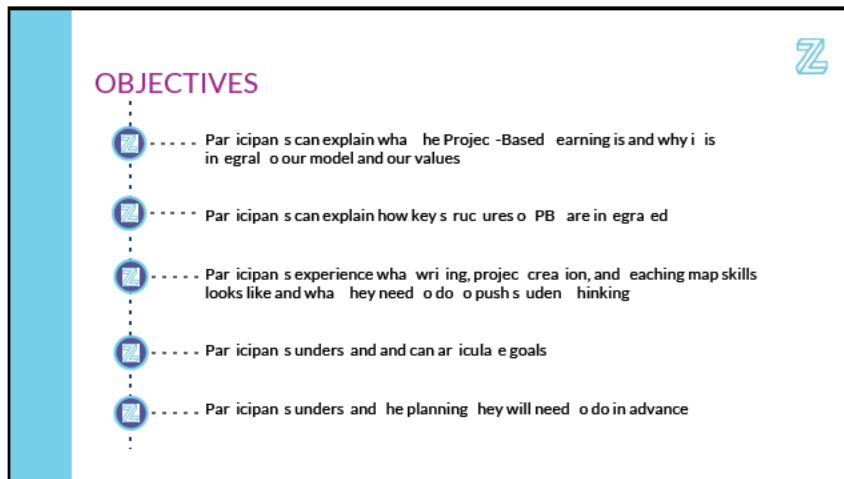 OBJECTIVES
Par icipan s can explain wha he Projec -Based earning is and why i is
in egral o our model and our values
Par icipan s can explain how key s ruc ures o PB are in egra ed
Par icipan s experience wha wri ing, projec crea ion, and eaching map skills
looks like and wha hey need o do o push s uden hinking
Par icipan s unders and and can ar icula e goals
Par icipan s unders and he planning hey will need o do in advance